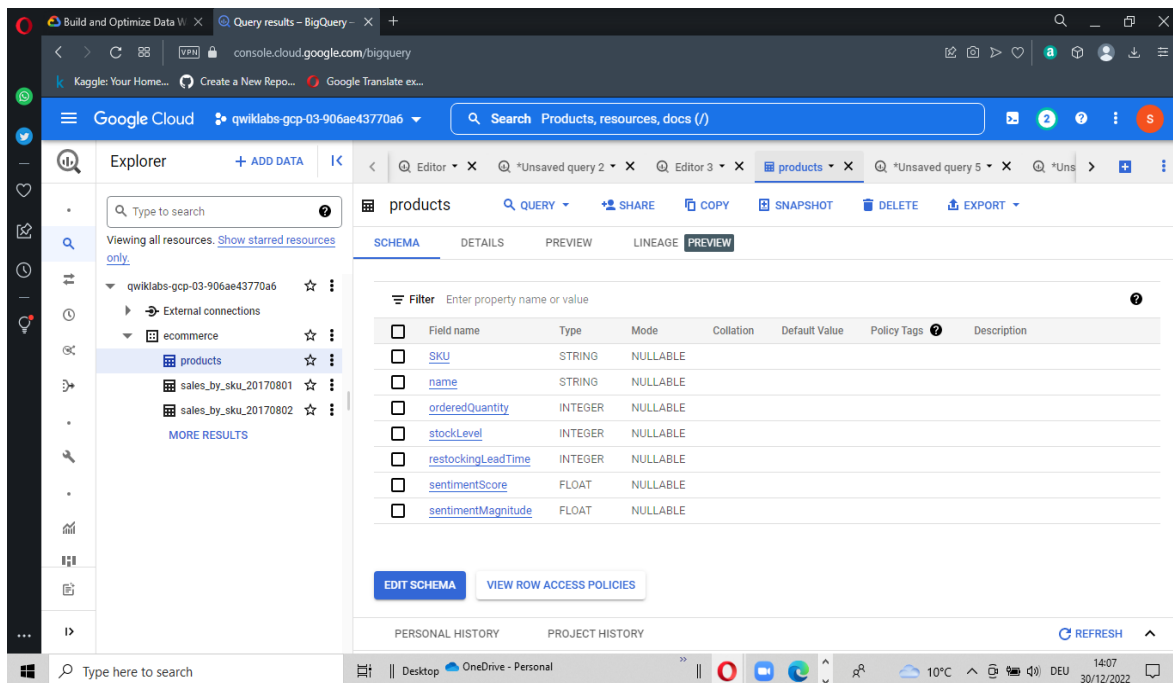 Build and Optimize Data W
Query results – BigQuery –
VPN console.cloud.google.com/bigquery
a
k Kaggle: Your Home... Create a New Repo... Google Translate ex...
Google Cloud qwiklabs-gcp-03-906ae43770a6 Search Products, resources, docs (/) 2 S
Explorer + ADD DATA
Editor *Unsaved query 2 Editor 3 products *Unsaved query 5 *Uns
Type to search
products QUERY SHARE COPY SNAPSHOT DELETE EXPORT
Viewing all resources. Show starred resources
only.
SCHEMA DETAILS PREVIEW LINEAGE PREVIEW
qwiklabs-gcp-03-906ae43770a6
External connections
ecommerce
products
sales_by_sku_20170801
sales_by_sku_20170802
MORE RESULTS
Filter Enter property name or value
Field name Type Mode Collation Default Value Policy Tags Description
SKU STRING NULLABLE
name STRING NULLABLE
orderedQuantity INTEGER NULLABLE
stockLevel INTEGER NULLABLE
restockingLeadTime INTEGER NULLABLE
sentimentScore FLOAT NULLABLE
sentimentMagnitude FLOAT NULLABLE
EDIT SCHEMA VIEW ROW ACCESS POLICIES
PERSONAL HISTORY PROJECT HISTORY REFRESH
Type here to search Desktop OneDrive - Personal 10°C DEU 14:07
30/12/2022